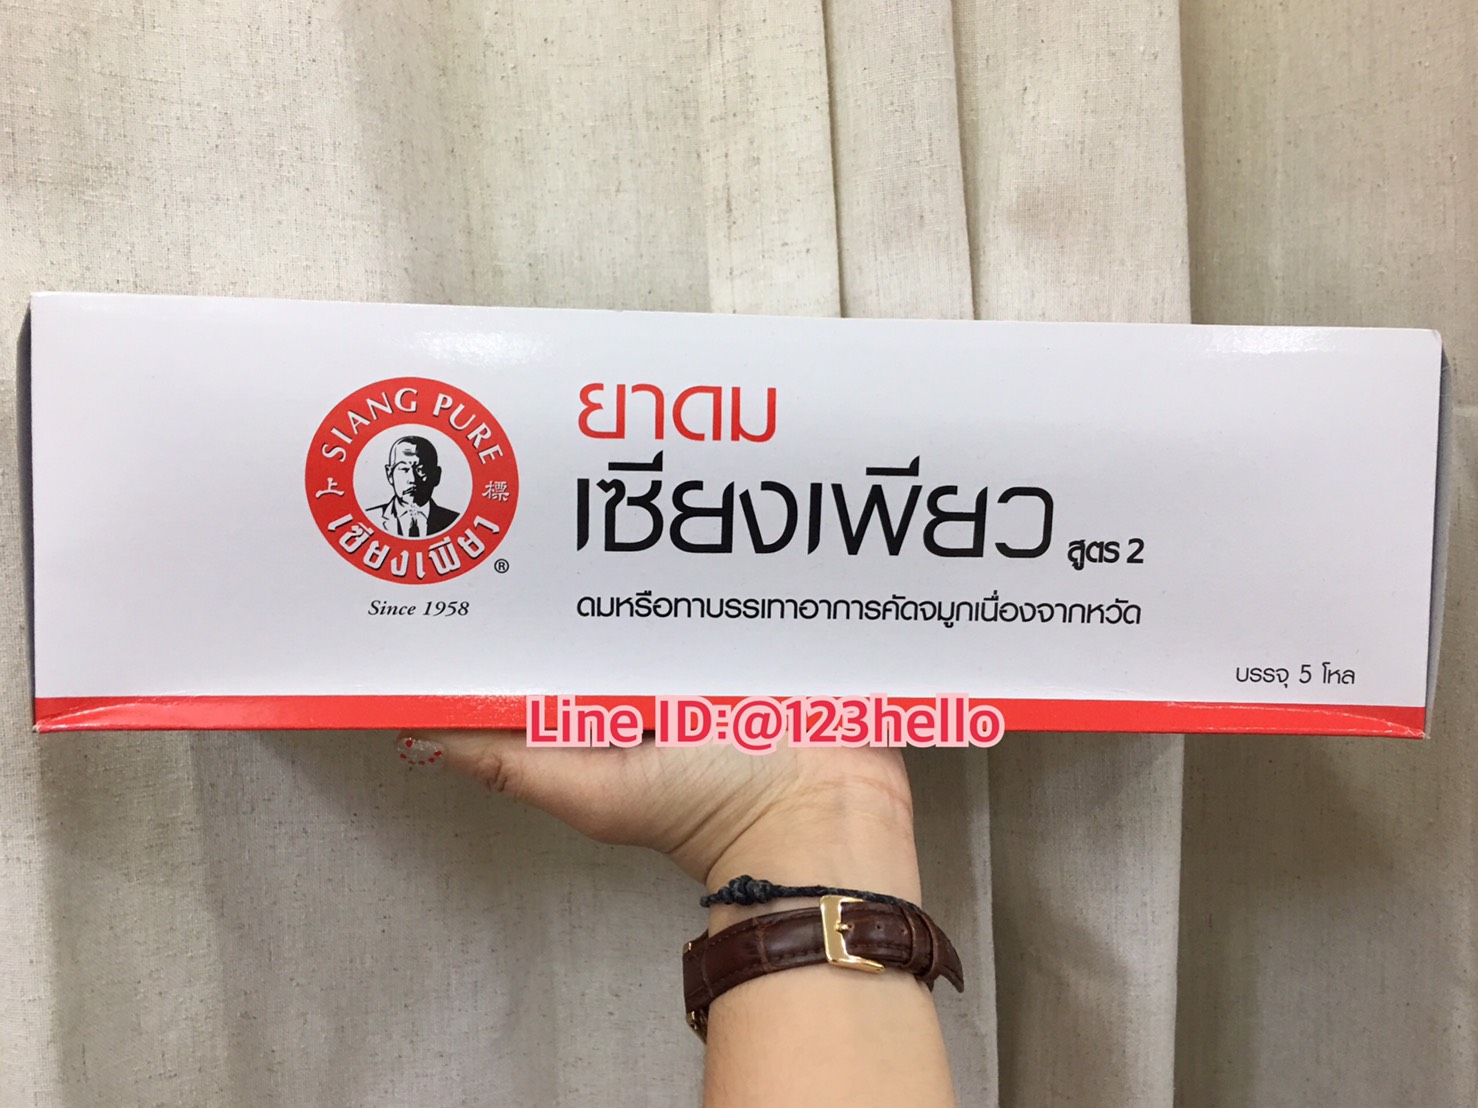 SIANG PURE
上 標
เซียงเพียว
®
Since 1958
ยาดม
เซียงเพียว สูตร 2
ดมหรือทาบรรเทาอาการคัดจมูกเนื่องจากหวัด
บรรจุ 5 โหล
Line ID:@123hello